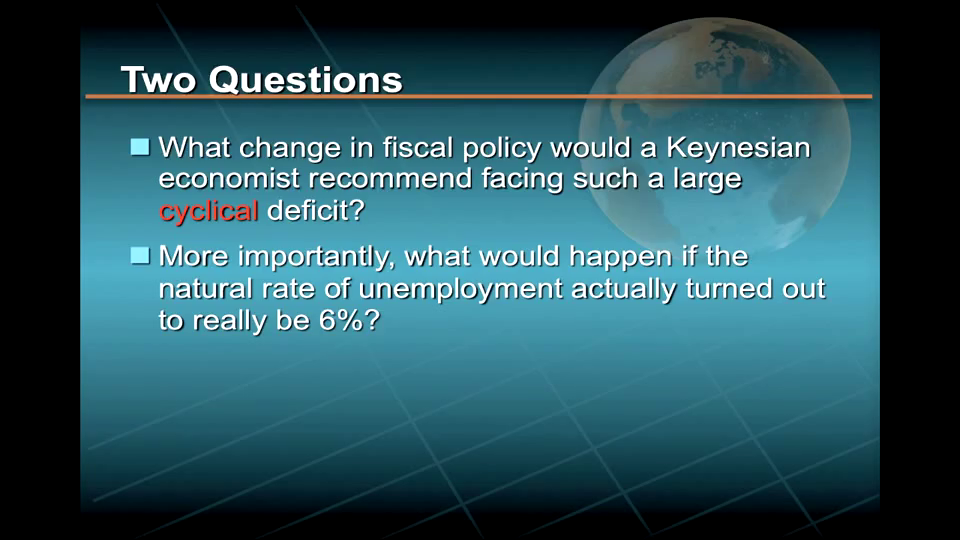 Two Questions
What change in fiscal policy would a Keynesian
economist recommend facing such a large
cyclical deficit?
More importantly, what would happen if the
natural rate of unemployment actually turned out
to really be 6%?